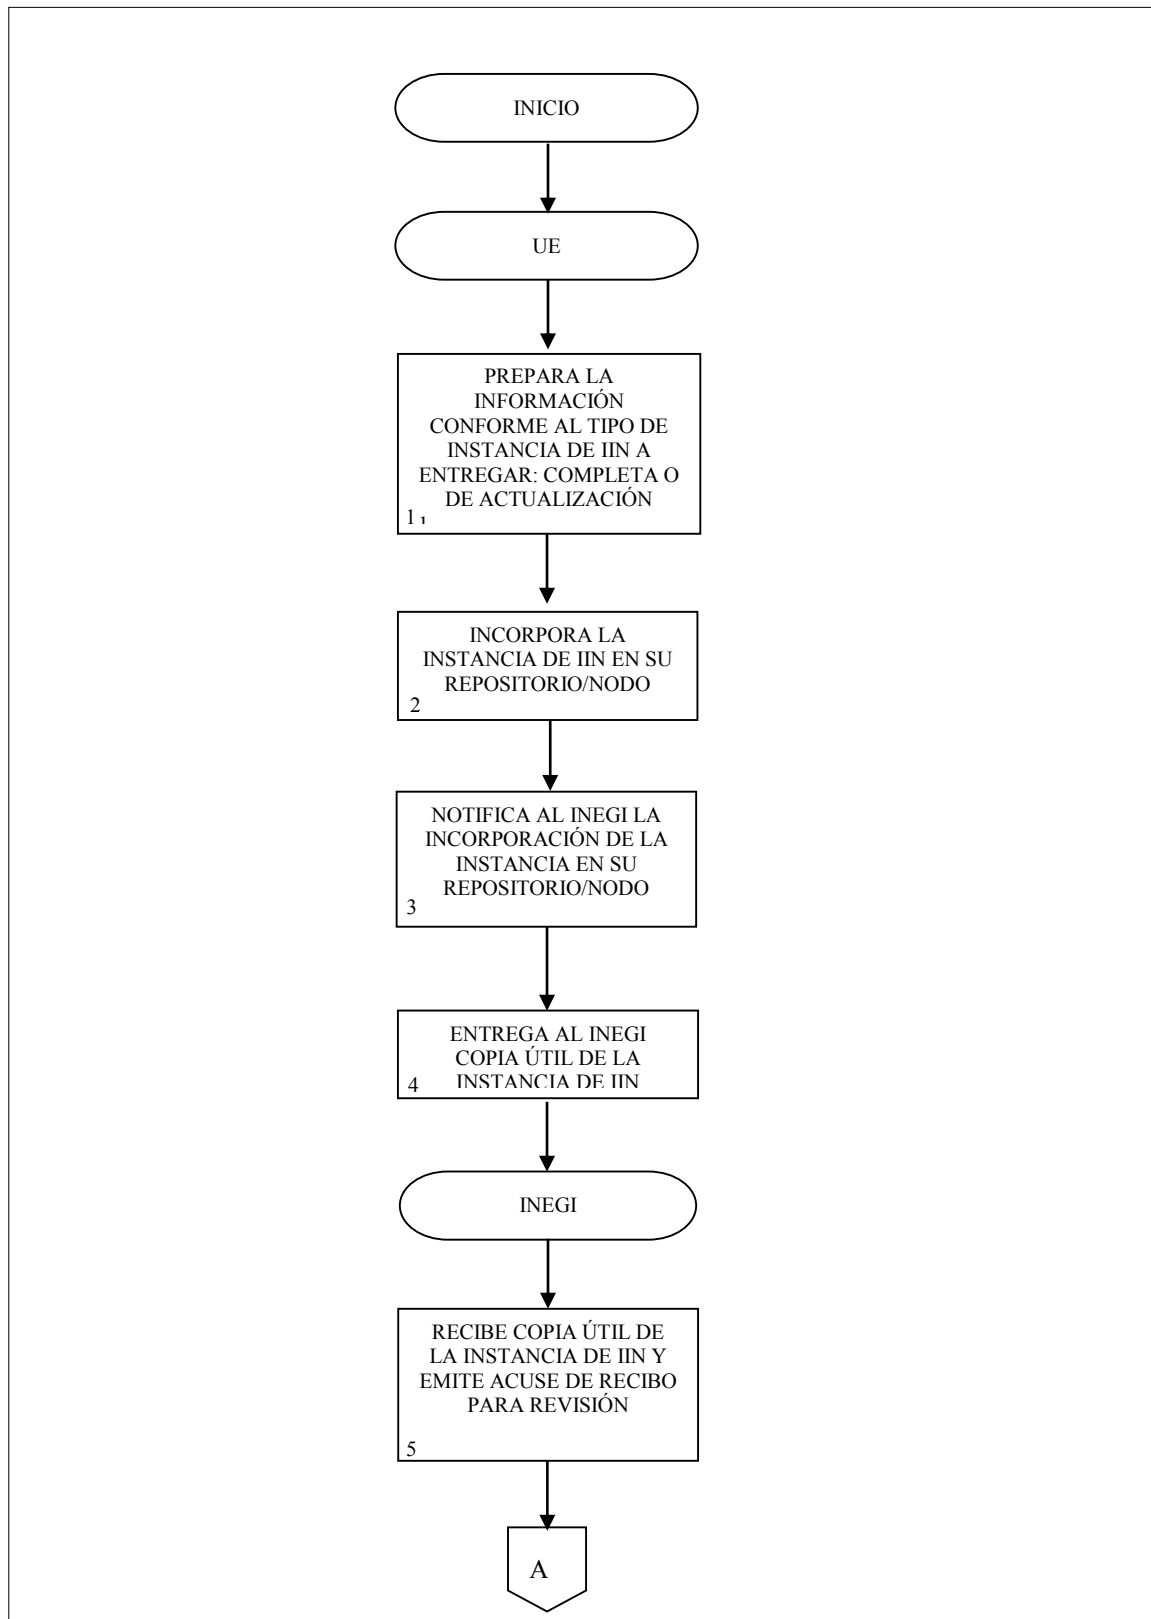 INICIO
UE
PREPARA LA
INFORMACIÓN
CONFORME AL TIPO DE
INSTANCIA DE IIN A
ENTREGAR: COMPLETA O
DE ACTUALIZACIÓN
1 1
INCORPORA LA
INSTANCIA DE IIN EN SU
REPOSITORIO/NODO
2
NOTIFICA AL INEGI LA
INCORPORACIÓN DE LA
INSTANCIA EN SU
REPOSITORIO/NODO
3
ENTREGA AL INEGI
COPIA ÚTIL DE LA
INSTANCIA DE IIN
4
INEGI
RECIBE COPIA ÚTIL DE
LA INSTANCIA DE IIN Y
EMITE ACUSE DE RECIBO
PARA REVISIÓN
5
A